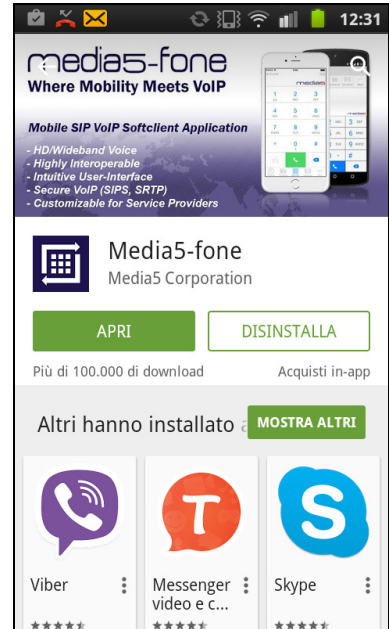 12:31
media5-fone
Where Mobility Meets VoIP
Mobile SIP VoIP Softclient Application
- HD/Wideband Voice
- Highly Interoperable
- Intuitive User-Interface
- Secure VoIP (SIPS, SRTP)
- Customizable for Service Providers
Media5-fone
Media5 Corporation
APRI
DISINSTALLA
Più di 100.000 di download
Acquisti in-app
Altri hanno installato
MOSTRA ALTRI
Viber
Messenger
video e c...
Skype